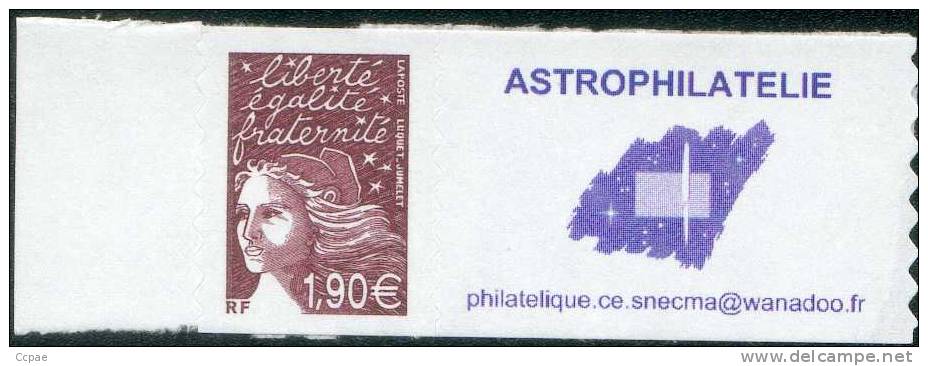 liberté
égalité
fraternité
LAPOSTE LUQUET, JUMELET
1,90€
RF
ASTROPHILATELIE
philatelique.ce.snecma@wanadoo.fr
Ccpae
www.delcampe.net